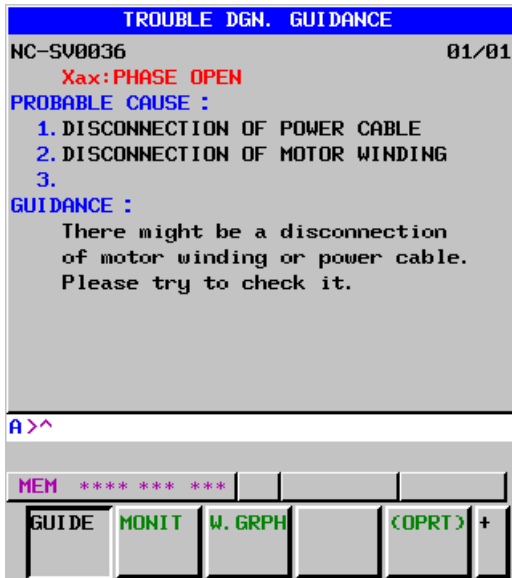 TROUBLE DGN. GUIDANCE
NC-SV0036 01/01
Xax:PHASE OPEN
PROBABLE CAUSE :
1. DISCONNECTION OF POWER CABLE
2. DISCONNECTION OF MOTOR WINDING
3.
GUIDANCE :
There might be a disconnection
of motor winding or power cable.
Please try to check it.
A>^
MEM **** *** ***
GUIDE MONIT W.GRPH (OPRT) +